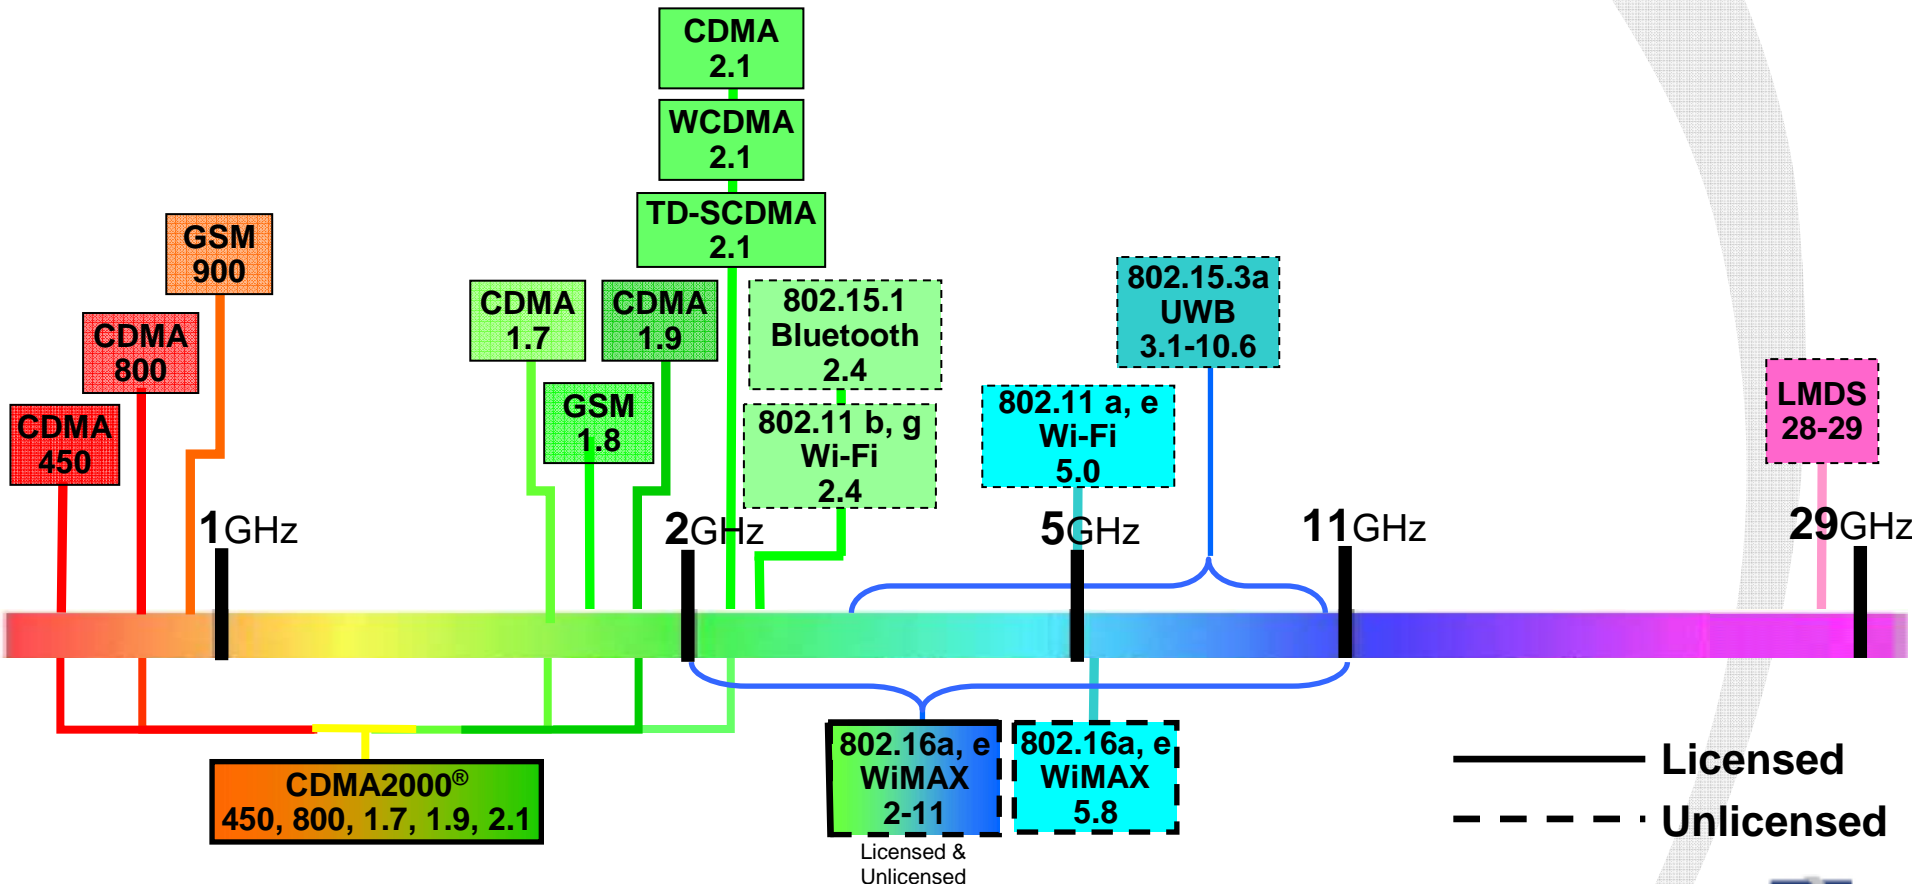 CDMA
2.1
WCDMA
2.1
TD-SCDMA
2.1
GSM
900
CDMA
800
CDMA
450
CDMA
1.7
CDMA
1.9
GSM
1.8
802.15.1
Bluetooth
2.4
802.11 b, g
Wi-Fi
2.4
802.11 a, e
Wi-Fi
5.0
802.15.3a
UWB
3.1-10.6
LMDS
28-29
1GHz
2GHz
5GHz
11GHz
29GHz
CDMA2000®
450, 800, 1.7, 1.9, 2.1
802.16a, e
WiMAX
2-11
Licensed &
Unlicensed
802.16a, e
WiMAX
5.8
Licensed
Unlicensed